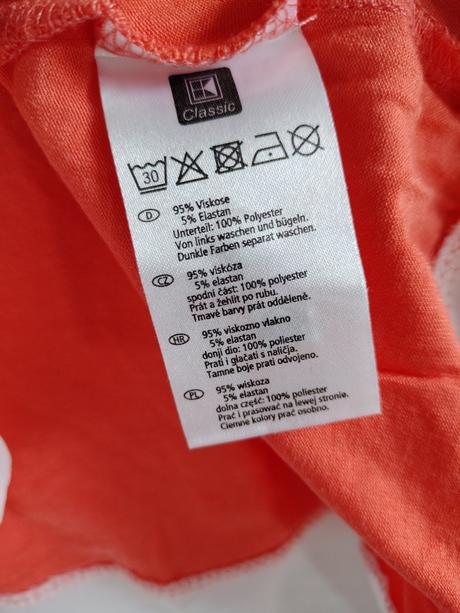 K
Classic
30
D
95% Viskose
5% Elastan
Unterteil: 100% Polyester
Von links waschen und bügeln.
Dunkle Farben separat waschen.
CZ
95% viskóza
5% elastan
spodní část: 100% polyester
Prát a žehlit po rubu.
Tmavé barvy prát odděleně.
HR
95% viskozno vlakno
5% elastan
donji dio: 100% poliester
Prati i glačati s naličja.
Tamne boje prati odvojeno.
PL
95% wiskoza
5% elastan
dolna część: 100% poliester
Prać i prasować na lewej stronie.
Ciemne kolory prać osobno.